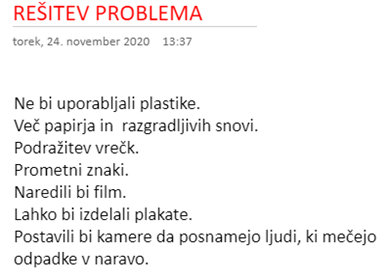 REŠITEV PROBLEMA
torek, 24. november 2020 13:37
Ne bi uporabljali plastike.
Več papirja in  razgradljivih snovi.
Podražitev vrečk.
Prometni znaki.
Naredili bi film.
Lahko bi izdelali plakate.
Postavili bi kamere da posnamejo ljudi, ki mečejo
odpadke v naravo.